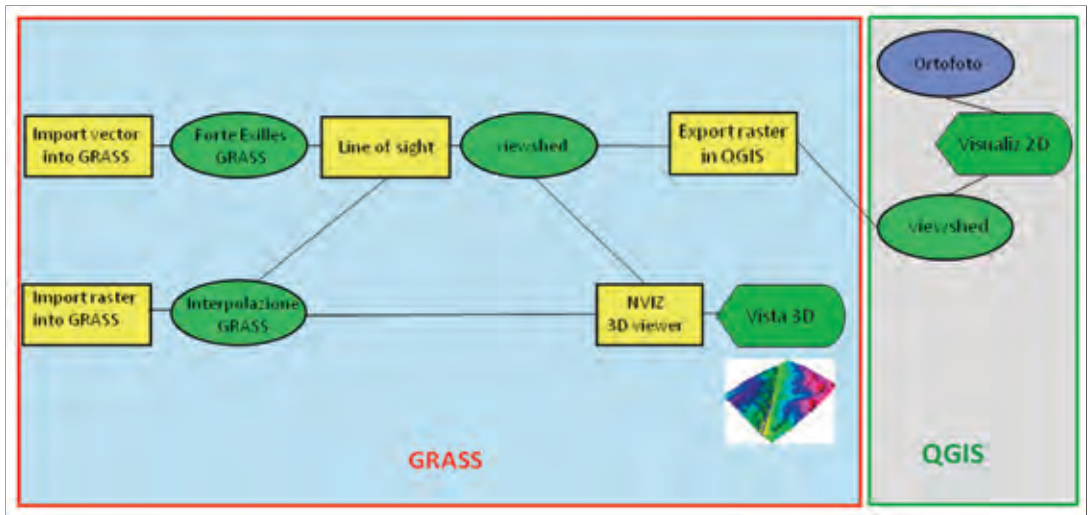 Import vector
into GRASS
Forte Exilles
GRASS
Line of sight
viewshed
Export raster
in QGIS
Import raster
into GRASS
Interpolazione
GRASS
NVIZ
3D viewer
Vista 3D
GRASS
Ortofoto
Visualiz 2D
viewshed
QGIS